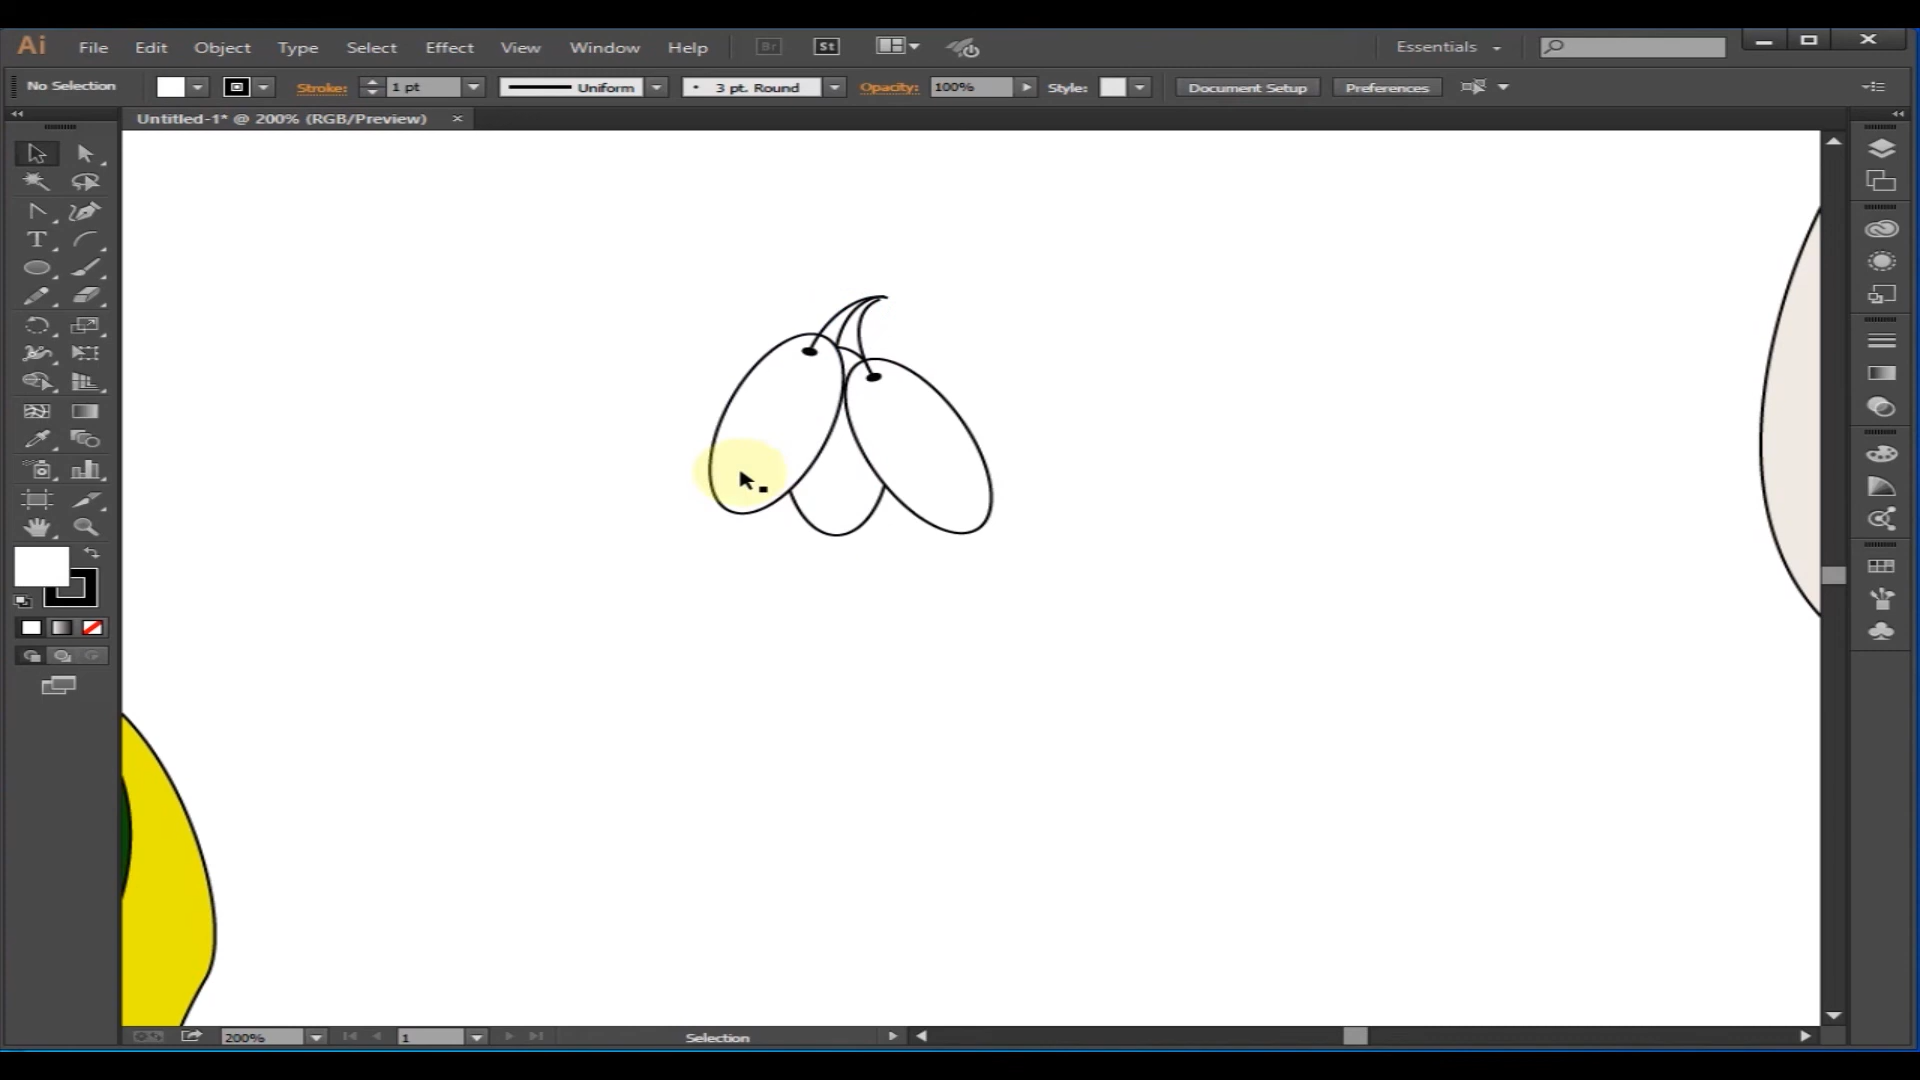 Ai File Edit Object Type Select Effect View Window Help Br St Essentials
No Selection Stroke: 1 pt Uniform 3 pt. Round Opacity: 100% Style: Document Setup Preferences
Untitled-1* @ 200% (RGB/Preview) ×
200% 1 Selection